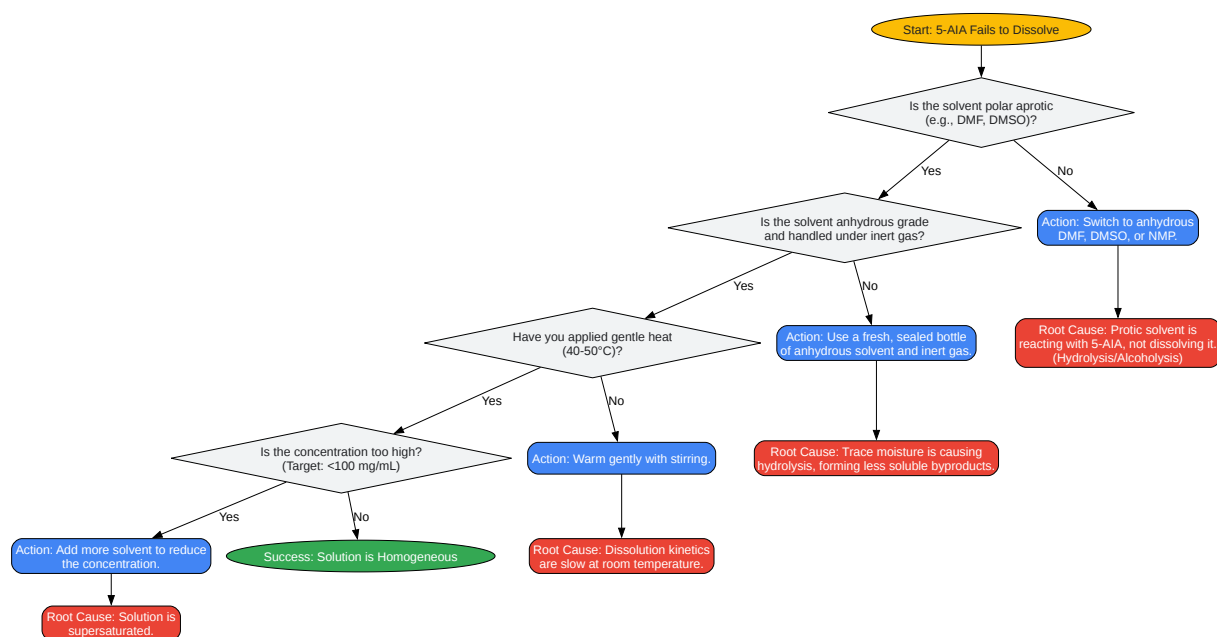 Start: 5-AIA Fails to Dissolve
Is the solvent polar aprotic
(e.g., DMF, DMSO)?
Yes
No
Is the solvent anhydrous grade
and handled under inert gas?
Action: Switch to anhydrous
DMF, DMSO, or NMP.
Yes
No
Root Cause: Protic solvent is
reacting with 5-AIA, not dissolving it.
(Hydrolysis/Alcoholysis)
Have you applied gentle heat
(40-50°C)?
Action: Use a fresh, sealed bottle
of anhydrous solvent and inert gas.
Yes
No
Is the concentration too high?
(Target: <100 mg/mL)
Action: Warm gently with stirring.
Root Cause: Trace moisture is causing
hydrolysis, forming less soluble byproducts.
Yes
No
Action: Add more solvent to reduce
the concentration.
Success: Solution is Homogeneous
Root Cause: Dissolution kinetics
are slow at room temperature.
Root Cause: Solution is
supersaturated.